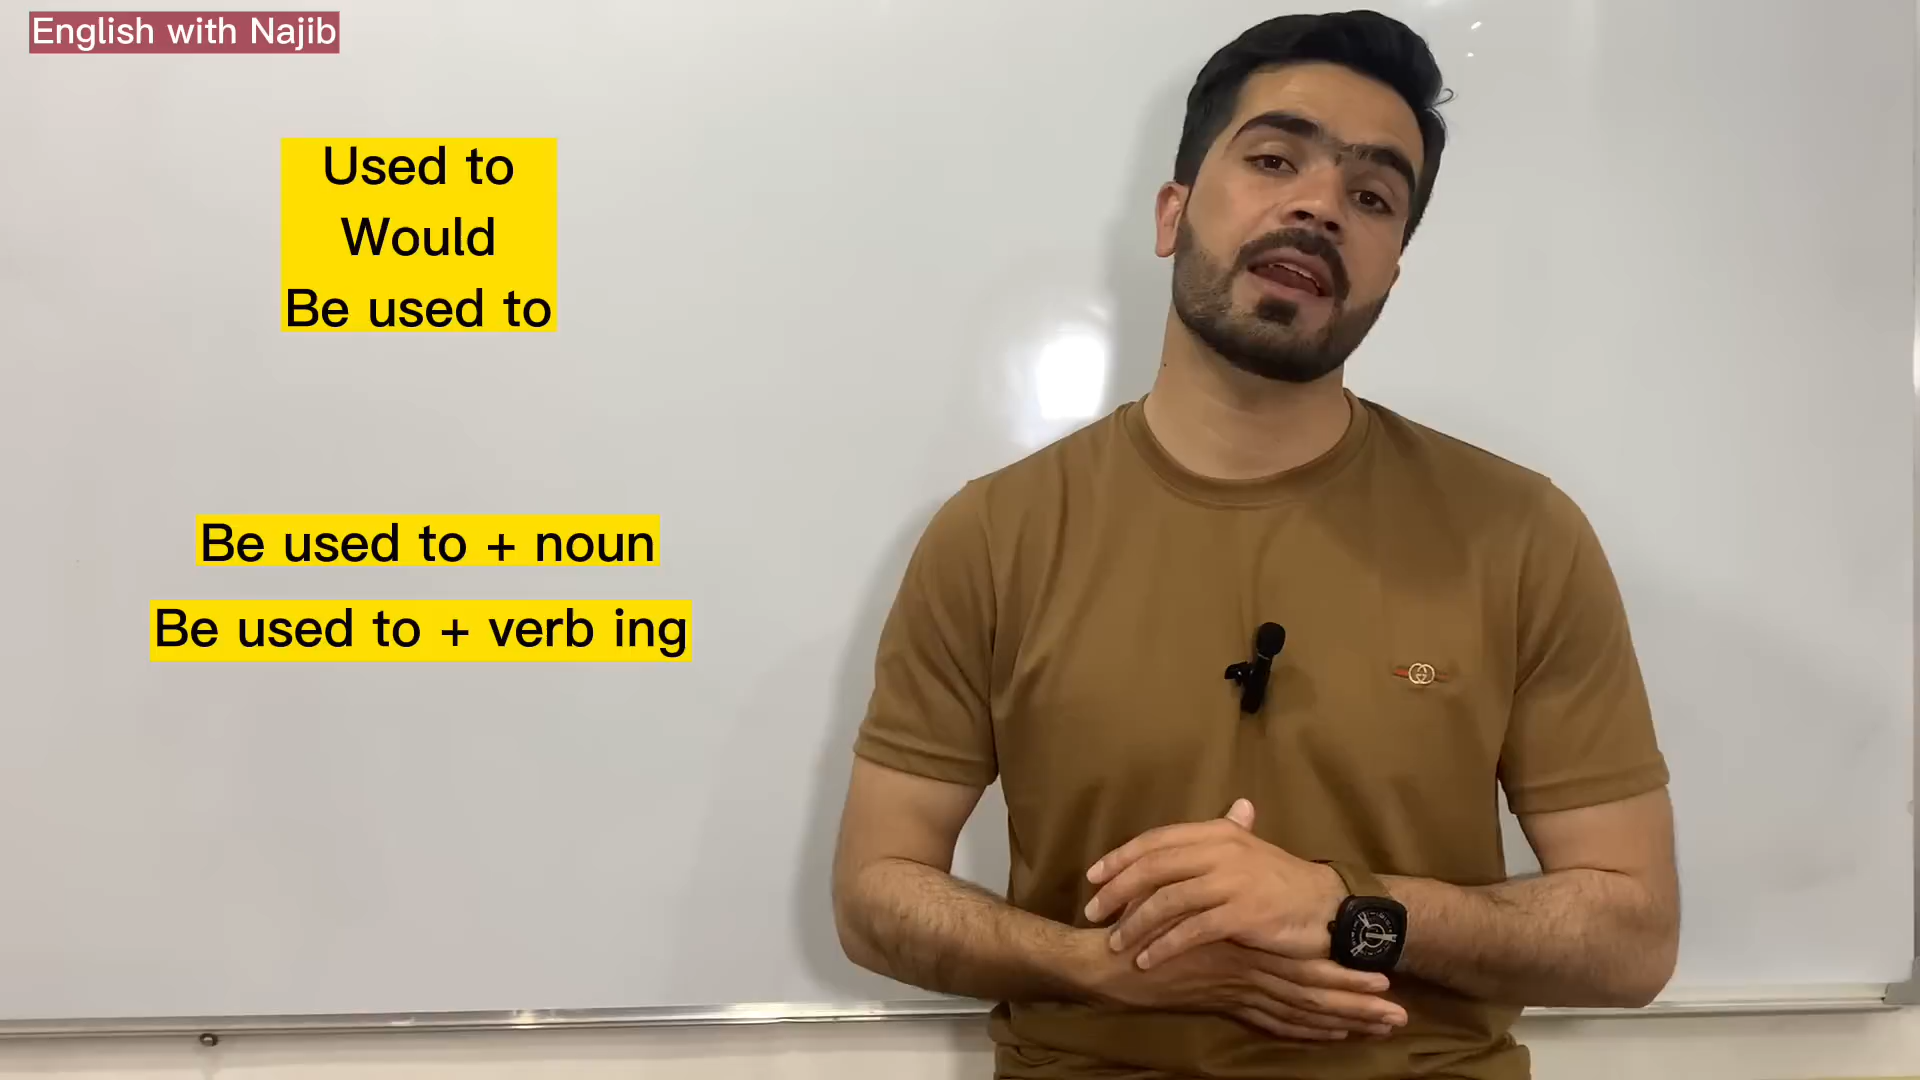 English with Najib
Used to
Would
Be used to
Be used to + noun
Be used to + verb ing